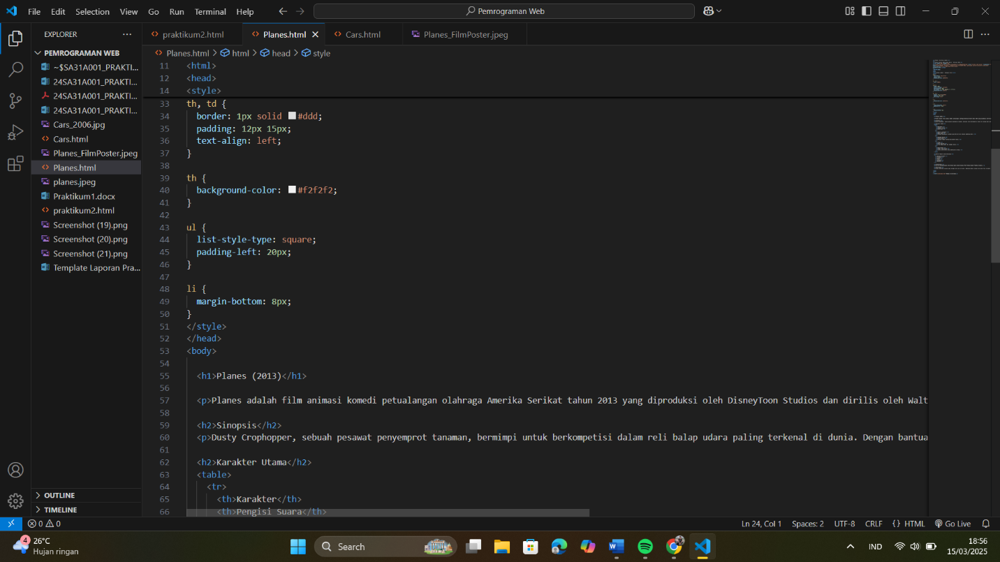 File Edit Selection View Go Run Terminal Help
Pemrograman Web
EXPLORER
praktikum2.html
Planes.html
Cars.html
Planes_FilmPoster.jpeg
PEMROGRAMAN WEB
~$SA31A001_PRAKTI...
24SA31A001_PRAKTI...
24SA31A001_PRAKTI...
24SA31A001_PRAKTI...
Cars_2006.jpg
Cars.html
Planes_FilmPoster.jpeg
Planes.html
planes.jpeg
Praktikum1.docx
praktikum2.html
Screenshot (19).png
Screenshot (20).png
Screenshot (21).png
Template Laporan Pra...
OUTLINE
TIMELINE
Planes.html > html > head > style
11 <html>
12 <head>
14 <style>
33 th, td {
34 border: 1px solid #ddd;
35 padding: 12px 15px;
36 text-align: left;
37 }
38
39 th {
40 background-color: #f2f2f2;
41 }
42
43 ul {
44 list-style-type: square;
45 padding-left: 20px;
46 }
47
48 li {
49 margin-bottom: 8px;
50 }
51 </style>
52 </head>
53 <body>
54
55 <h1>Planes (2013)</h1>
56
57 <p>Planes adalah film animasi komedi petualangan olahraga Amerika Serikat tahun 2013 yang diproduksi oleh DisneyToon Studios dan dirilis oleh Walt
58
59 <h2>Sinopsis</h2>
60 <p>Dusty Crophopper, sebuah pesawat penyemprot tanaman, bermimpi untuk berkompetisi dalam reli balap udara paling terkenal di dunia. Dengan bantua
61
62 <h2>Karakter Utama</h2>
63 <table>
64 <tr>
65 <th>Karakter</th>
66 <th>Pengisi Suara</th>
0 0
Ln 24, Col 1 Spaces: 2 UTF-8 CRLF { } HTML Go Live
4
26°C
Hujan ringan
Search
IND
18:56
15/03/2025